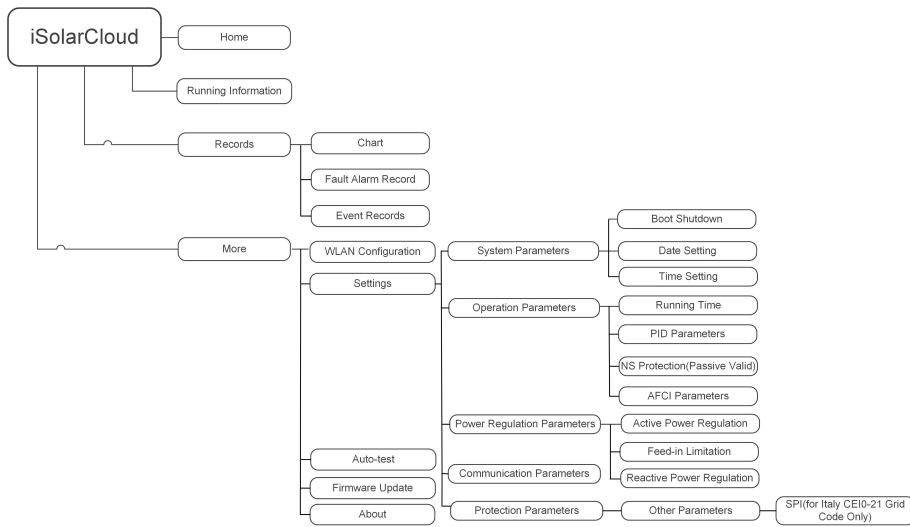 iSolarCloud
Home
Running Information
Records
Chart
Fault Alarm Record
Event Records
More
WLAN Configuration
Settings
System Parameters
Boot Shutdown
Date Setting
Time Setting
Operation Parameters
Running Time
PID Parameters
NS Protection(Passive Valid)
AFCI Parameters
Power Regulation Parameters
Active Power Regulation
Feed-in Limitation
Reactive Power Regulation
Communication Parameters
Protection Parameters
Other Parameters
SPI(for Italy CEI0-21 Grid
Code Only)
Auto-test
Firmware Update
About